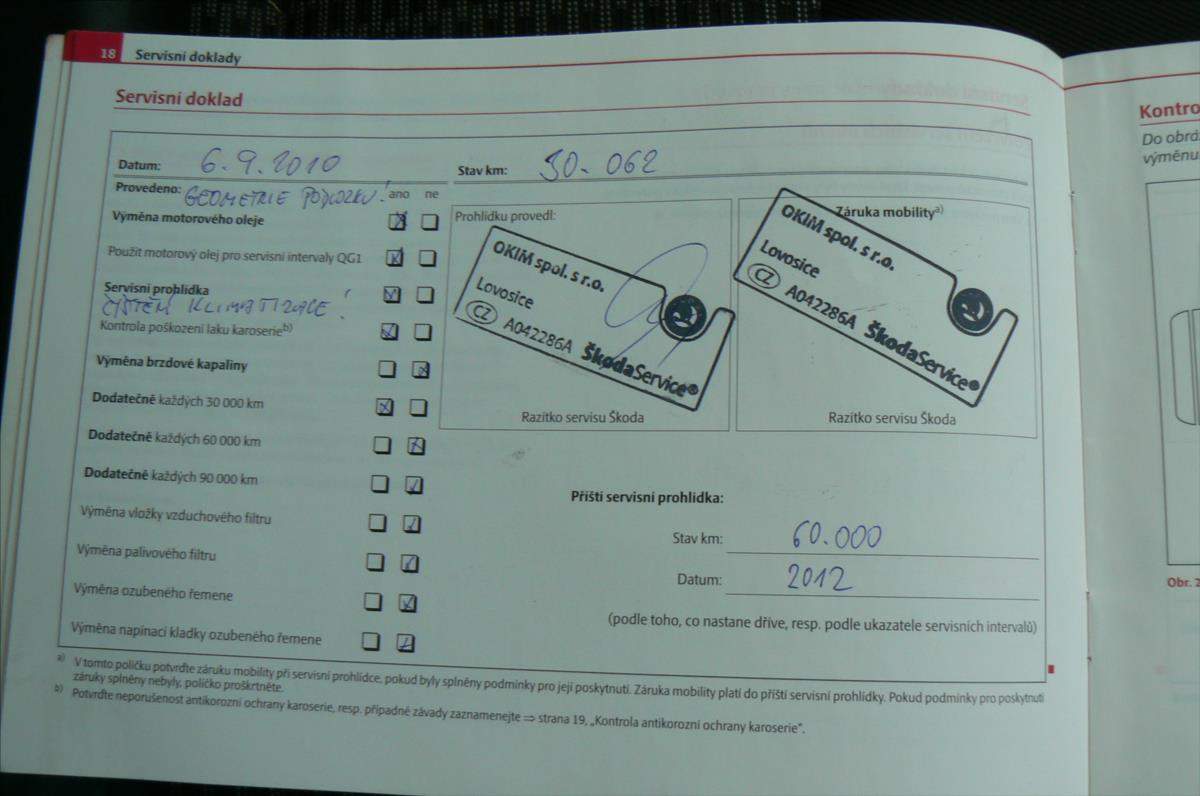 18 Servisní doklady
Servisní doklad
Datum: 6.9.2010
Stav km: 30.062
Provedeno: GEOMETRIE PODVOZKU! ano ne
Výměna motorového oleje
Použit motorový olej pro servisní intervaly QG1
Servisní prohlídka
ČIŠTĚNÍ KLIMATIZACE!
Kontrola poškození laku karoserie b)
Výměna brzdové kapaliny
Dodatečně každých 30 000 km
Dodatečně každých 60 000 km
Dodatečně každých 90 000 km
Výměna vložky vzduchového filtru
Výměna palivového filtru
Výměna ozubeného řemene
Výměna napínací kladky ozubeného řemene
Prohlídku provedl:
OKIM spol. s r.o.
Lovosice
CZ A042286A ŠkodaService®
Razítko servisu Škoda
Záruka mobility a)
OKIM spol. s r.o.
Lovosice
CZ A042286A ŠkodaService®
Razítko servisu Škoda
Příští servisní prohlídka:
Stav km: 60.000
Datum: 2012
(podle toho, co nastane dříve, resp. podle ukazatele servisních intervalů)
a) V tomto políčku potvrďte záruku mobility při servisní prohlídce, pokud byly splněny podmínky pro její poskytnutí. Záruka mobility platí do příští servisní prohlídky. Pokud podmínky pro poskytnutí
záruky splněny nebyly, políčko proškrtněte.
b) Potvrďte neporušenost antikorozní ochrany karoserie, resp. případné závady zaznamenejte ⇒ strana 19, „Kontrola antikorozní ochrany karoserie".
Kontro
Do obrá
výměnu
Obr. 2